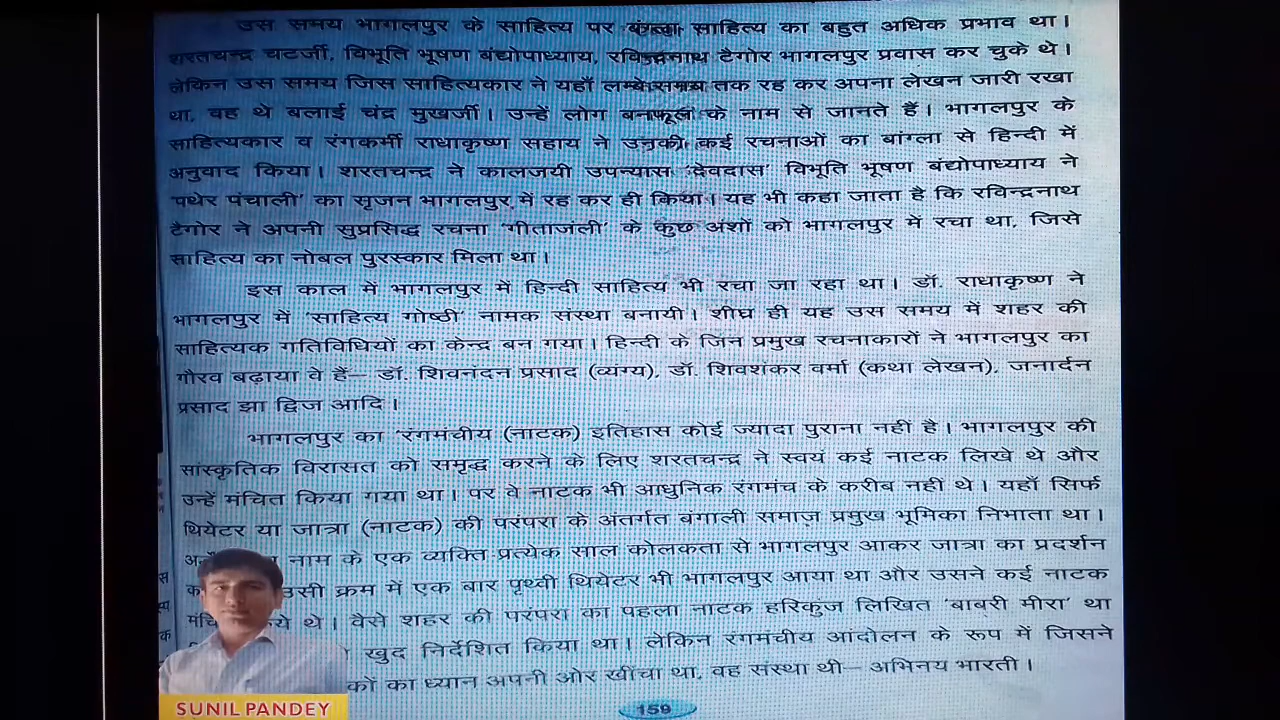 उस समय भागलपुर के साहित्य पर बंगला साहित्य का बहुत अधिक प्रभाव था।
शरतचन्द्र चटर्जी, विभूति भूषण बंद्योपाध्याय, रविन्द्रनाथ टैगोर भागलपुर प्रवास कर चुके थे।
लेकिन उस समय जिस साहित्यकार ने यहाँ लम्बे समय तक रह कर अपना लेखन जारी रखा
था, वह थे बलाई चंद्र मुखर्जी। उन्हें लोग बनफूल के नाम से जानते हैं। भागलपुर के
साहित्यकार व रंगकर्मी राधाकृष्ण सहाय ने उनकी कई रचनाओं का बांग्ला से हिन्दी में
अनुवाद किया। शरतचन्द्र ने कालजयी उपन्यास 'देवदास' विभूति भूषण बंद्योपाध्याय ने
पथेर पंचाली' का सृजन भागलपुर में रह कर ही किया। यह भी कहा जाता है कि रविन्द्रनाथ
टैगोर ने अपनी सुप्रसिद्ध रचना 'गीताजंली' के कुछ अंशों को भागलपुर में रचा था, जिसे
साहित्य का नोबल पुरस्कार मिला था।
इस काल में भागलपुर में हिन्दी साहित्य भी रचा जा रहा था। डॉ. राधाकृष्ण ने
भागलपुर में 'साहित्य गोष्ठी' नामक संस्था बनायी। शीघ्र ही यह उस समय में शहर की
साहित्यक गतिविधियों का केन्द्र बन गया। हिन्दी के जिन प्रमुख रचनाकारों ने भागलपुर का
गौरव बढ़ाया वे हैं– डॉ. शिवनंदन प्रसाद (व्यंग्य), डॉ. शिवशंकर वर्मा (कथा लेखन), जनार्दन
प्रसाद झा द्विज आदि।
भागलपुर का 'रंगमंचीय (नाटक) इतिहास कोई ज्यादा पुराना नहीं है। भागलपुर की
सांस्कृतिक विरासत को समृद्ध करने के लिए शरतचन्द्र ने स्वयं कई नाटक लिखे थे और
उन्हें मंचित किया गया था। पर वे नाटक भी आधुनिक रंगमंच के करीब नहीं थे। यहाँ सिर्फ
थियेटर या जात्रा (नाटक) की परंपरा के अंतर्गत बंगाली समाज़ प्रमुख भूमिका निभाता था।
नाम के एक व्यक्ति प्रत्येक साल कोलकता से भागलपुर आकर जात्रा का प्रदर्शन
उसी क्रम में एक बार पृथ्वी थियेटर भी भागलपुर आया था और उसने कई नाटक
थे। वैसे शहर की परंपरा का पहला नाटक हरिकुंज लिखित 'बाबरी मीरा' था
खुद निर्देशित किया था। लेकिन रगमंचीय आंदोलन के रूप में जिसने
का ध्यान अपनी ओर खींचा था, वह संस्था थी– अभिनय भारती।
SUNIL PANDEY
159